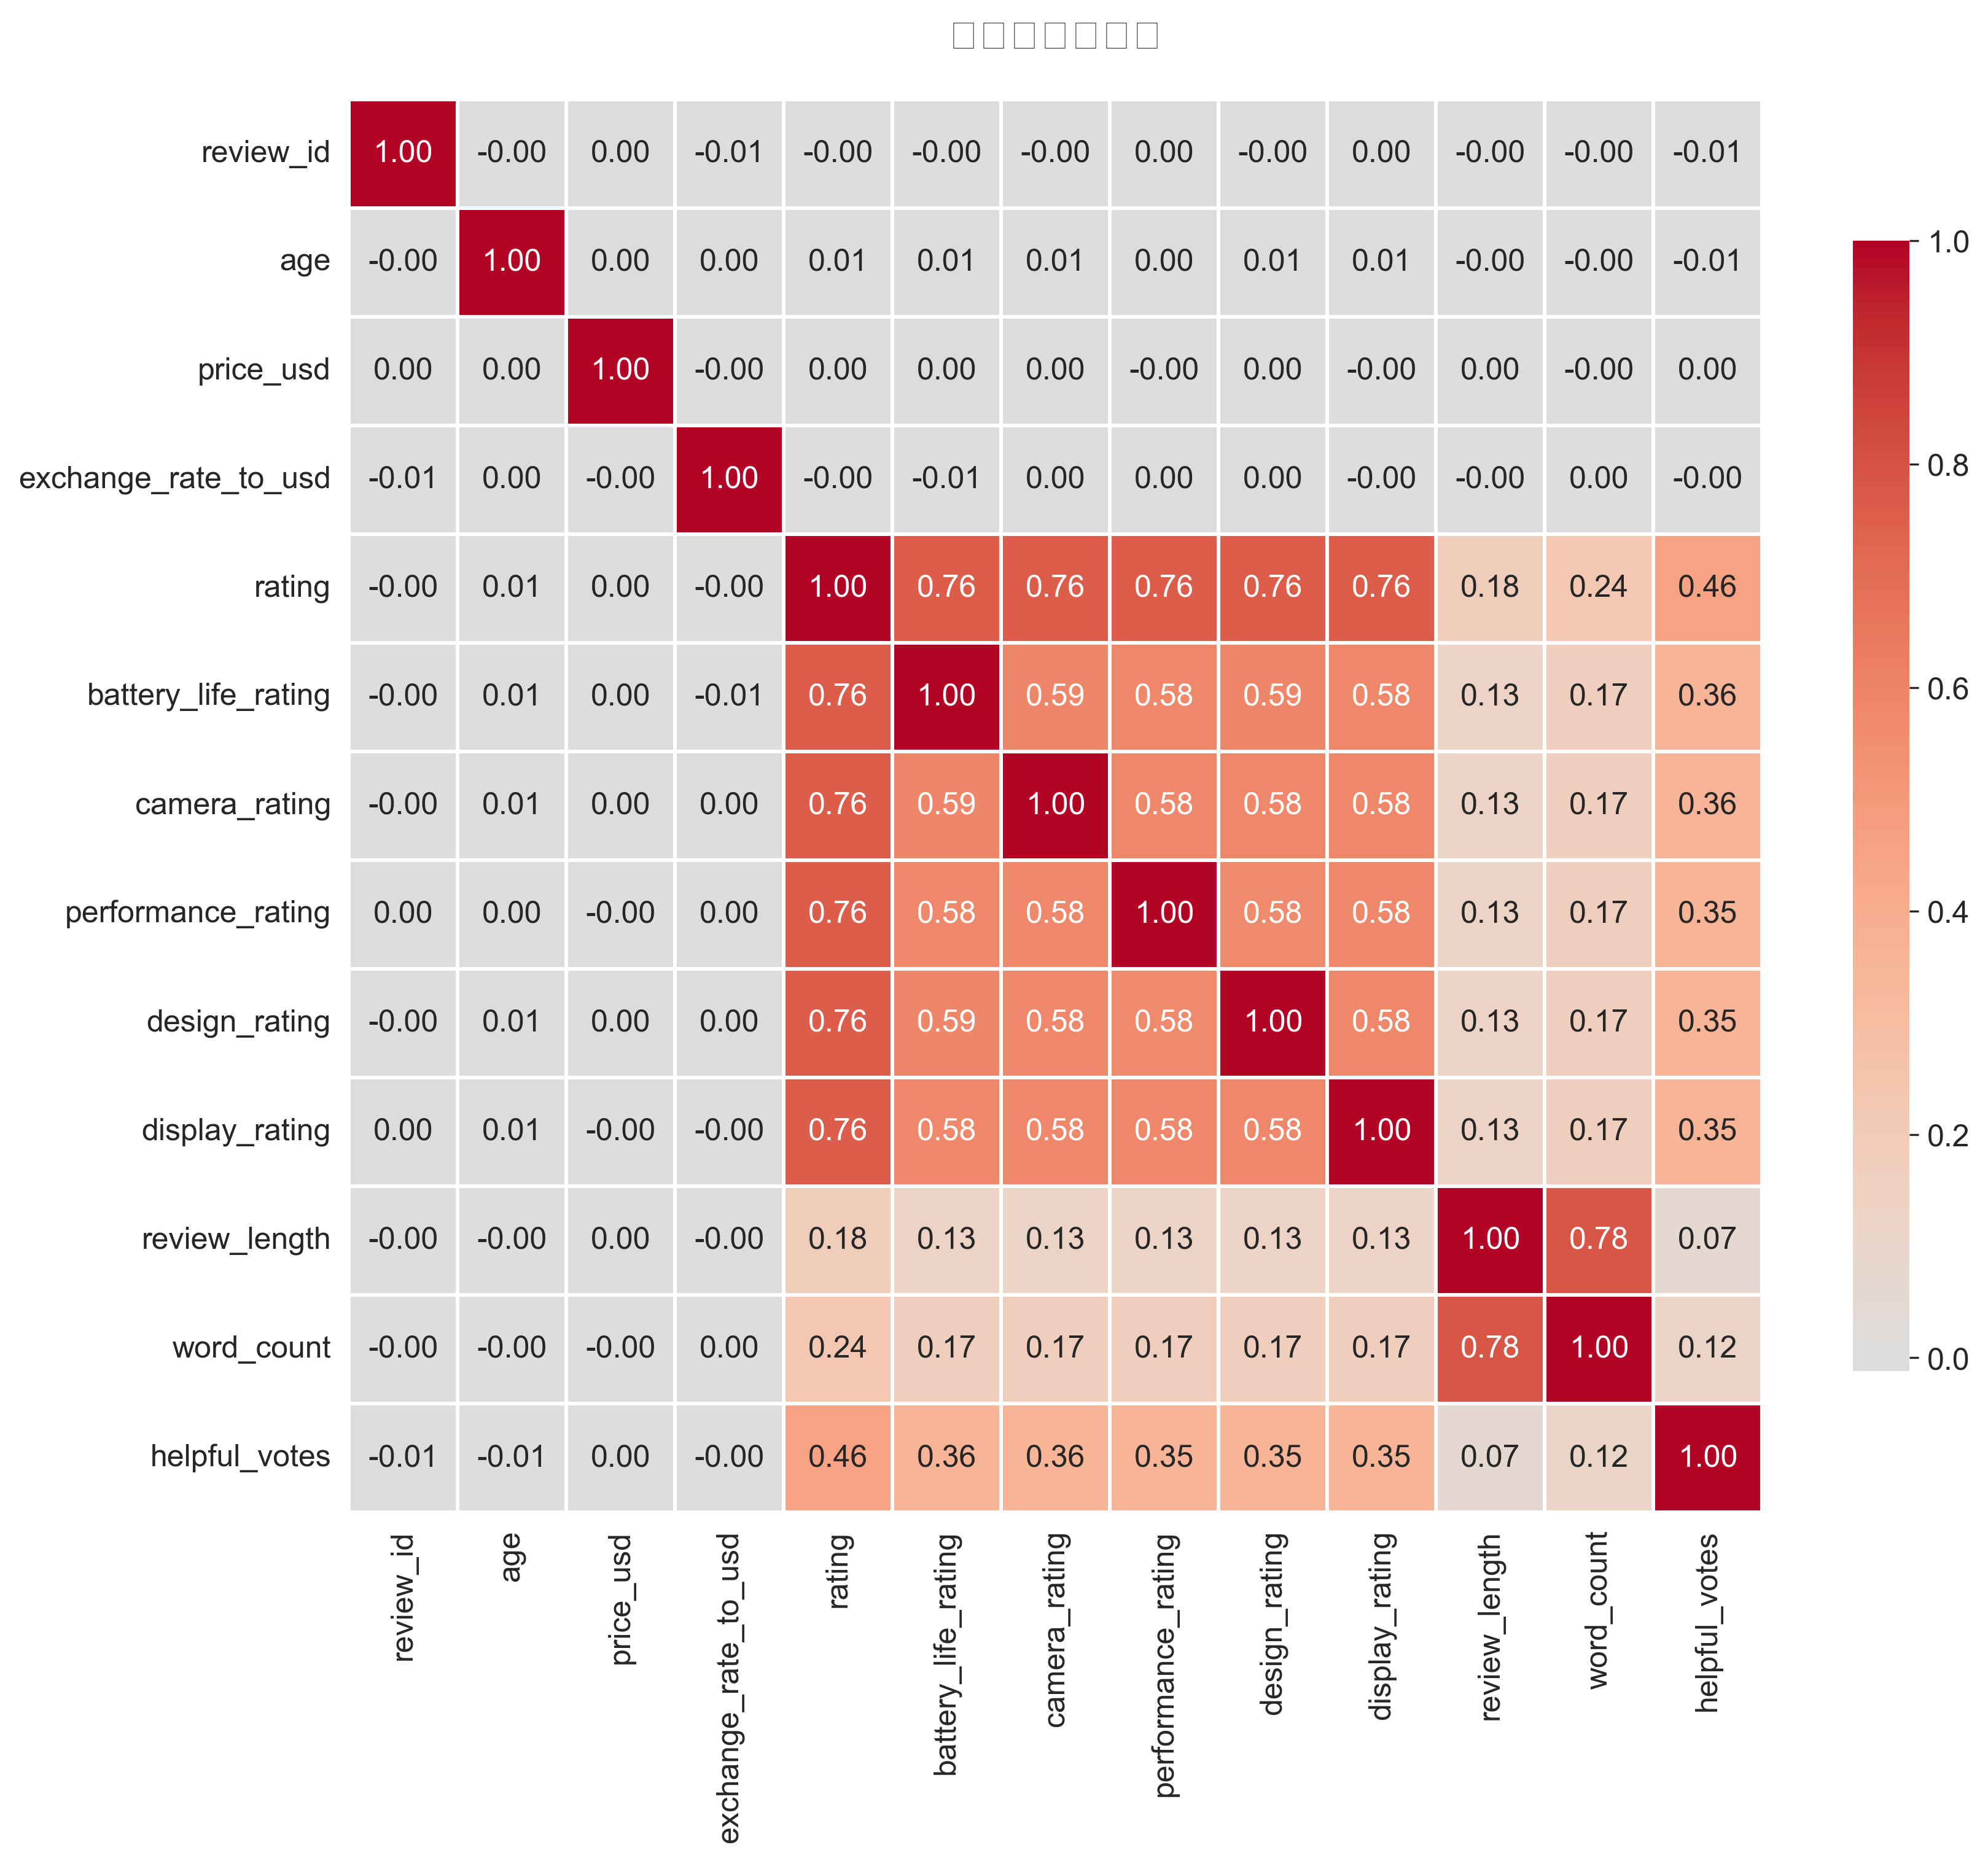 review_id 1.00 -0.00 0.00 -0.01 -0.00 -0.00 -0.00 0.00 -0.00 0.00 -0.00 -0.00 -0.01
age -0.00 1.00 0.00 0.00 0.01 0.01 0.01 0.00 0.01 0.01 -0.00 -0.00 -0.01
price_usd 0.00 0.00 1.00 -0.00 0.00 0.00 0.00 -0.00 0.00 -0.00 0.00 -0.00 0.00
exchange_rate_to_usd -0.01 0.00 -0.00 1.00 -0.00 -0.01 0.00 0.00 0.00 -0.00 -0.00 0.00 -0.00
rating -0.00 0.01 0.00 -0.00 1.00 0.76 0.76 0.76 0.76 0.76 0.18 0.24 0.46
battery_life_rating -0.00 0.01 0.00 -0.01 0.76 1.00 0.59 0.58 0.59 0.58 0.13 0.17 0.36
camera_rating -0.00 0.01 0.00 0.00 0.76 0.59 1.00 0.58 0.58 0.58 0.13 0.17 0.36
performance_rating 0.00 0.00 -0.00 0.00 0.76 0.58 0.58 1.00 0.58 0.58 0.13 0.17 0.35
design_rating -0.00 0.01 0.00 0.00 0.76 0.59 0.58 0.58 1.00 0.58 0.13 0.17 0.35
display_rating 0.00 0.01 -0.00 -0.00 0.76 0.58 0.58 0.58 0.58 1.00 0.13 0.17 0.35
review_length -0.00 -0.00 0.00 -0.00 0.18 0.13 0.13 0.13 0.13 0.13 1.00 0.78 0.07
word_count -0.00 -0.00 -0.00 0.00 0.24 0.17 0.17 0.17 0.17 0.17 0.78 1.00 0.12
helpful_votes -0.01 -0.01 0.00 -0.00 0.46 0.36 0.36 0.35 0.35 0.35 0.07 0.12 1.00
review_id
age
price_usd
exchange_rate_to_usd
rating
battery_life_rating
camera_rating
performance_rating
design_rating
display_rating
review_length
word_count
helpful_votes
1.0
0.8
0.6
0.4
0.2
0.0